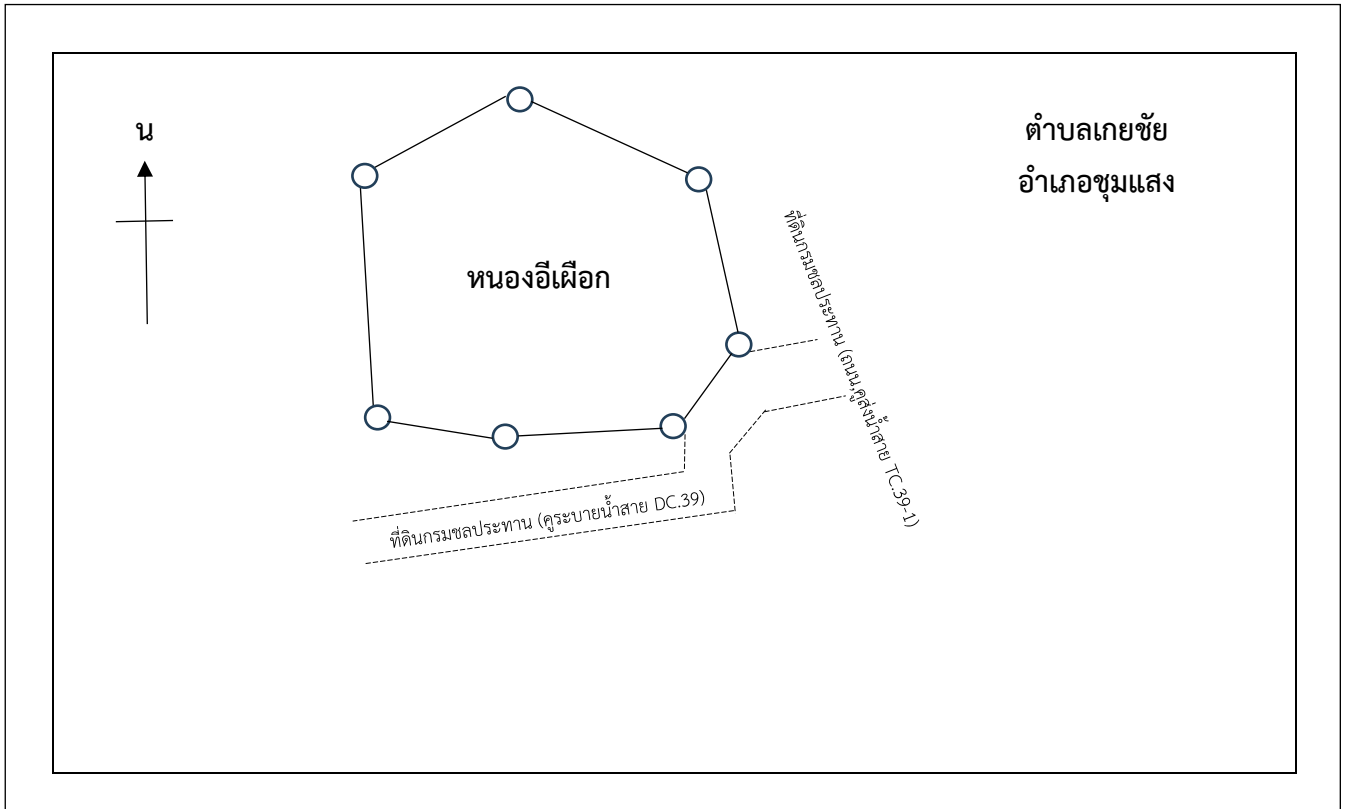 น
ตำบลเกยชัย
อำเภอชุมแสง
หนองอีเผือก
ที่ดินกรมชลประทาน (ถนน,คูส่งน้ำสาย TC.39-1)
ที่ดินกรมชลประทาน (คูระบายน้ำสาย DC.39)